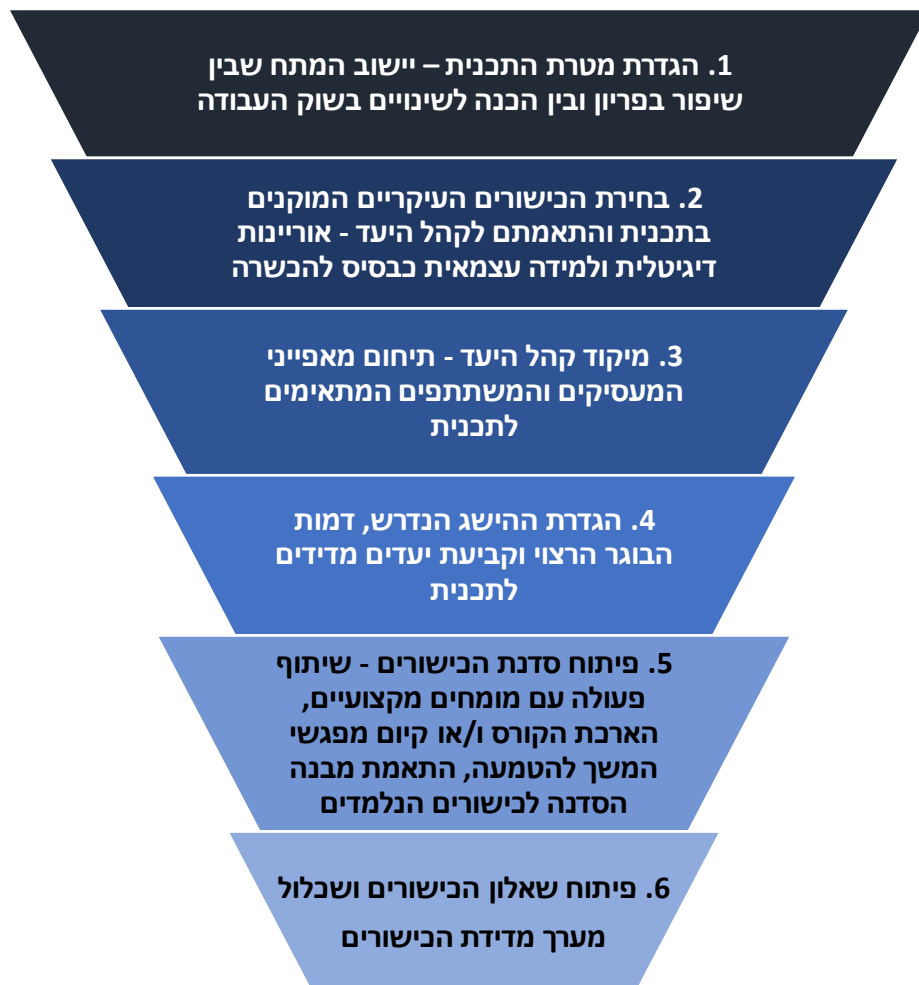 1. הגדרת מטרת התכנית – יישוב המתח שבין
שיפור בפריון ובין הכנה לשינויים בשוק העבודה
2. בחירת הכישורים העיקריים המוקנים
בתכנית והתאמתם לקהל היעד - אוריינות
דיגיטלית ולמידה עצמאית כבסיס להכשרה
3. מיקוד קהל היעד - תיחום מאפייני
המעסיקים והמשתתפים המתאימים
לתכנית
4. הגדרת ההישג הנדרש, דמות
הבוגר הרצוי וקביעת יעדים מדידים
לתכנית
5. פיתוח סדנת הכישורים - שיתוף
פעולה עם מומחים מקצועיים,
הארכת הקורס ו/או קיום מפגשי
המשך להטמעה, התאמת מבנה
הסדנה לכישורים הנלמדים
6. פיתוח שאלון הכישורים ושכלול
מערך מדידת הכישורים